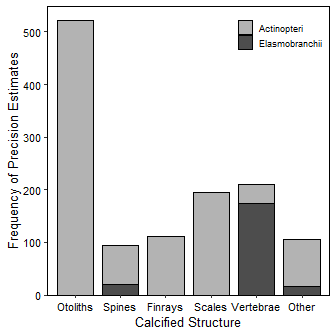 Frequency of Precision Estimates
500
400
300
200
100
0
Actinopteri
Elasmobranchii
Otoliths Spines Finrays Scales Vertebrae Other
Calcified Structure